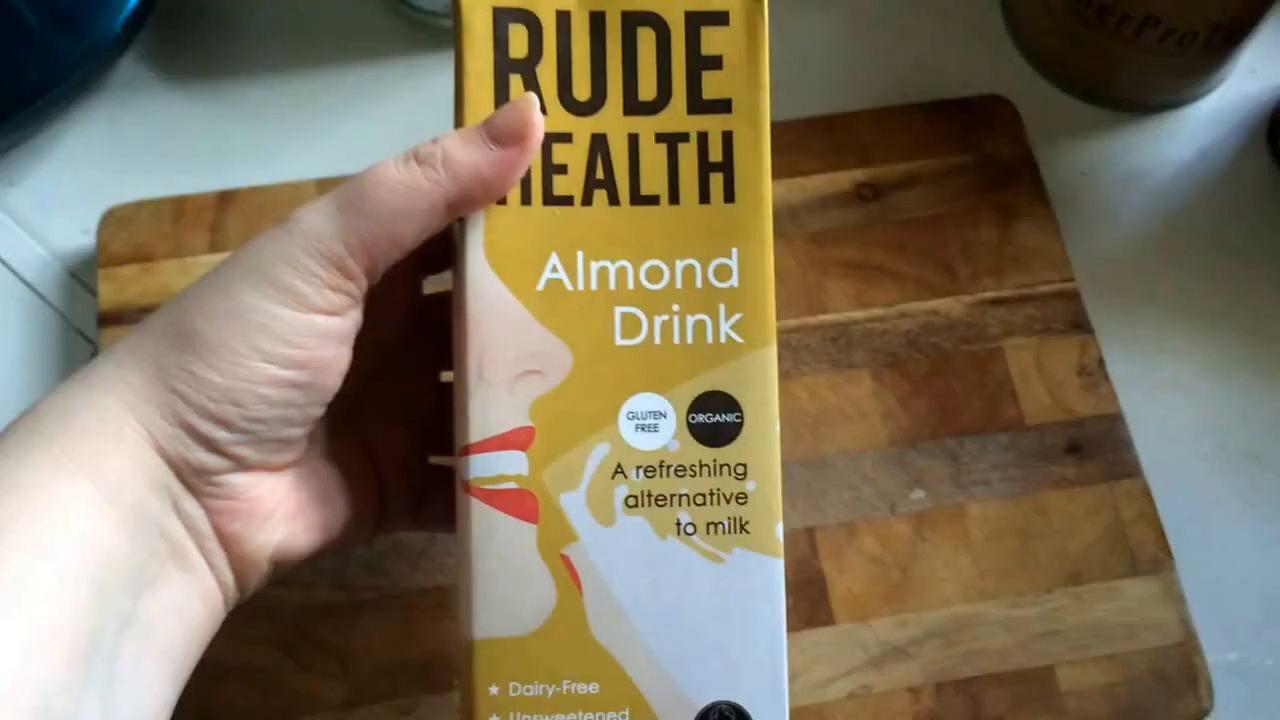 RUDE
HEALTH
Almond
Drink
GLUTEN
FREE
ORGANIC
A refreshing
alternative
to milk
★ Dairy-Free
★ Unsweetened